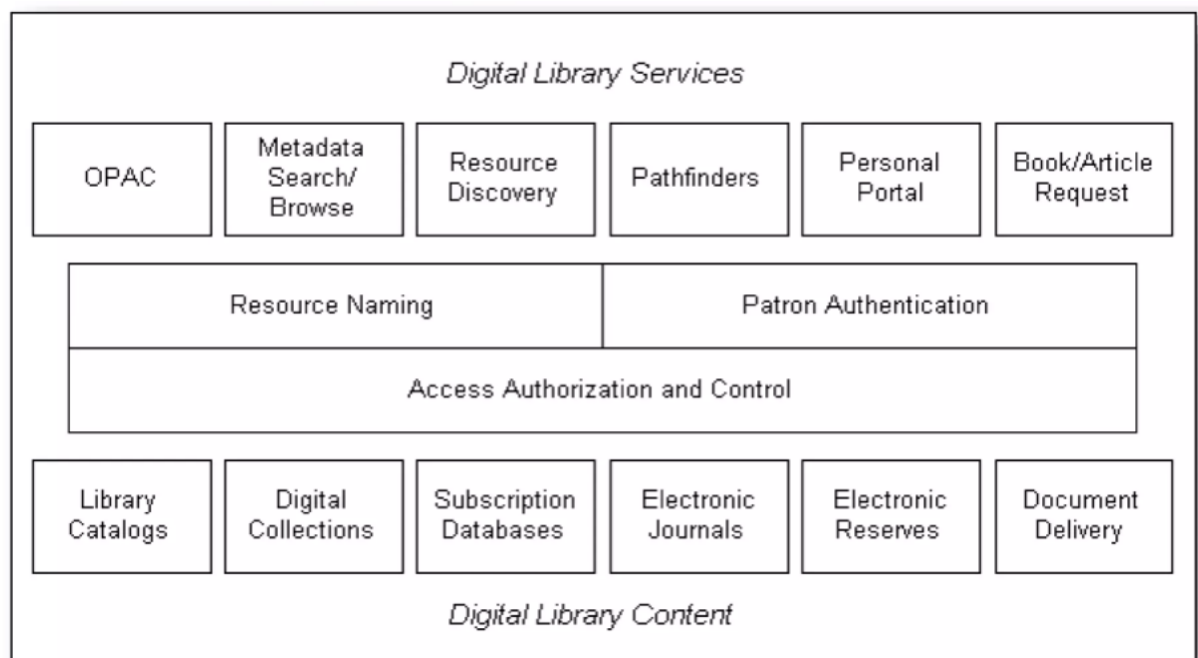 Digital Library Services
OPAC
Metadata
Search/
Browse
Resource
Discovery
Pathfinders
Personal
Portal
Book/Article
Request
Resource Naming
Patron Authentication
Access Authorization and Control
Library
Catalogs
Digital
Collections
Subscription
Databases
Electronic
Journals
Electronic
Reserves
Document
Delivery
Digital Library Content